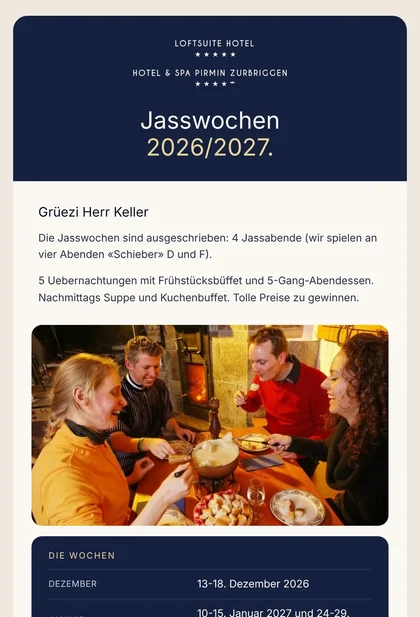 LOFTSUITE HOTEL
★★★★★
HOTEL & SPA PIRMIN ZURBRIGGEN
★★★★
Jasswochen
2026/2027.
Grüezi Herr Keller
Die Jasswochen sind ausgeschrieben: 4 Jassabende (wir spielen an
vier Abenden «Schieber» D und F).
5 Uebernachtungen mit Frühstücksbüffet und 5-Gang-Abendessen.
Nachmittags Suppe und Kuchenbuffet. Tolle Preise zu gewinnen.
DIE WOCHEN
DEZEMBER 13-18. Dezember 2026
10-15. Januar 2027 und 24-29.